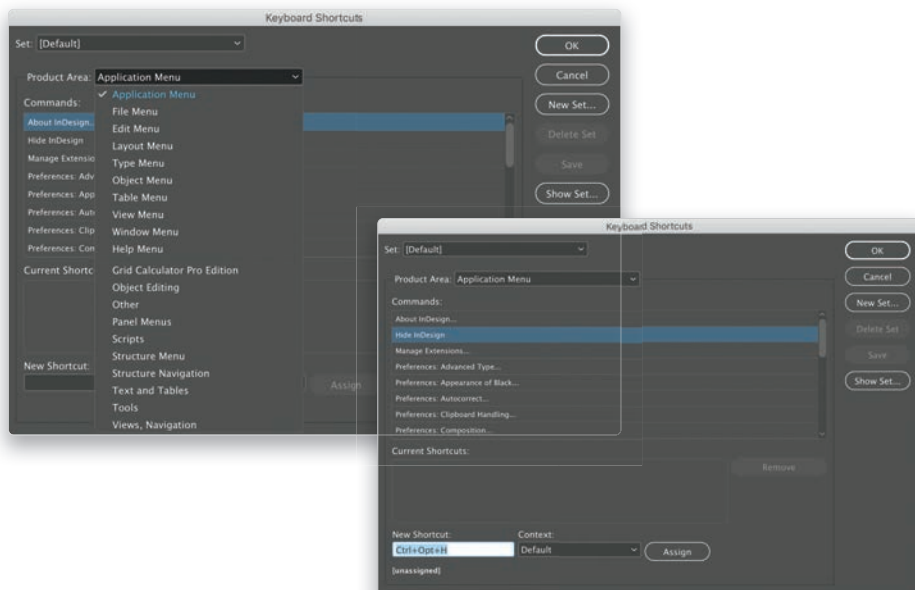 Keyboard Shortcuts
Set: [Default]
OK
Product Area: Application Menu
Cancel
Commands:
✓ Application Menu
New Set...
File Menu
About InDesign..
Edit Menu
Delete Set
Hide InDesign
Layout Menu
Manage Extensio
Type Menu
Save
Preferences: Adv
Object Menu
Preferences: App
Table Menu
Show Set...
Preferences: Aut
View Menu
Preferences: Clip
Window Menu
Preferences: Con
Help Menu
Current Shortc
Grid Calculator Pro Edition
Object Editing
Other
Panel Menus
Scripts
Structure Menu
New Shortcut:
Structure Navigation
Assign
Text and Tables
Tools
Views, Navigation
Keyboard Shortcuts
Set: [Default]
OK
Product Area: Application Menu
Cancel
Commands:
New Set...
About InDesign...
Hide InDesign
Delete Set
Manage Extensions...
Save
Preferences: Advanced Type...
Preferences: Appearance of Black...
Show Set...
Preferences: Autocorrect...
Preferences: Clipboard Handling...
Preferences: Composition...
Current Shortcuts:
Remove
New Shortcut:
Context:
Ctrl+Opt+H
Default
Assign
[unassigned]